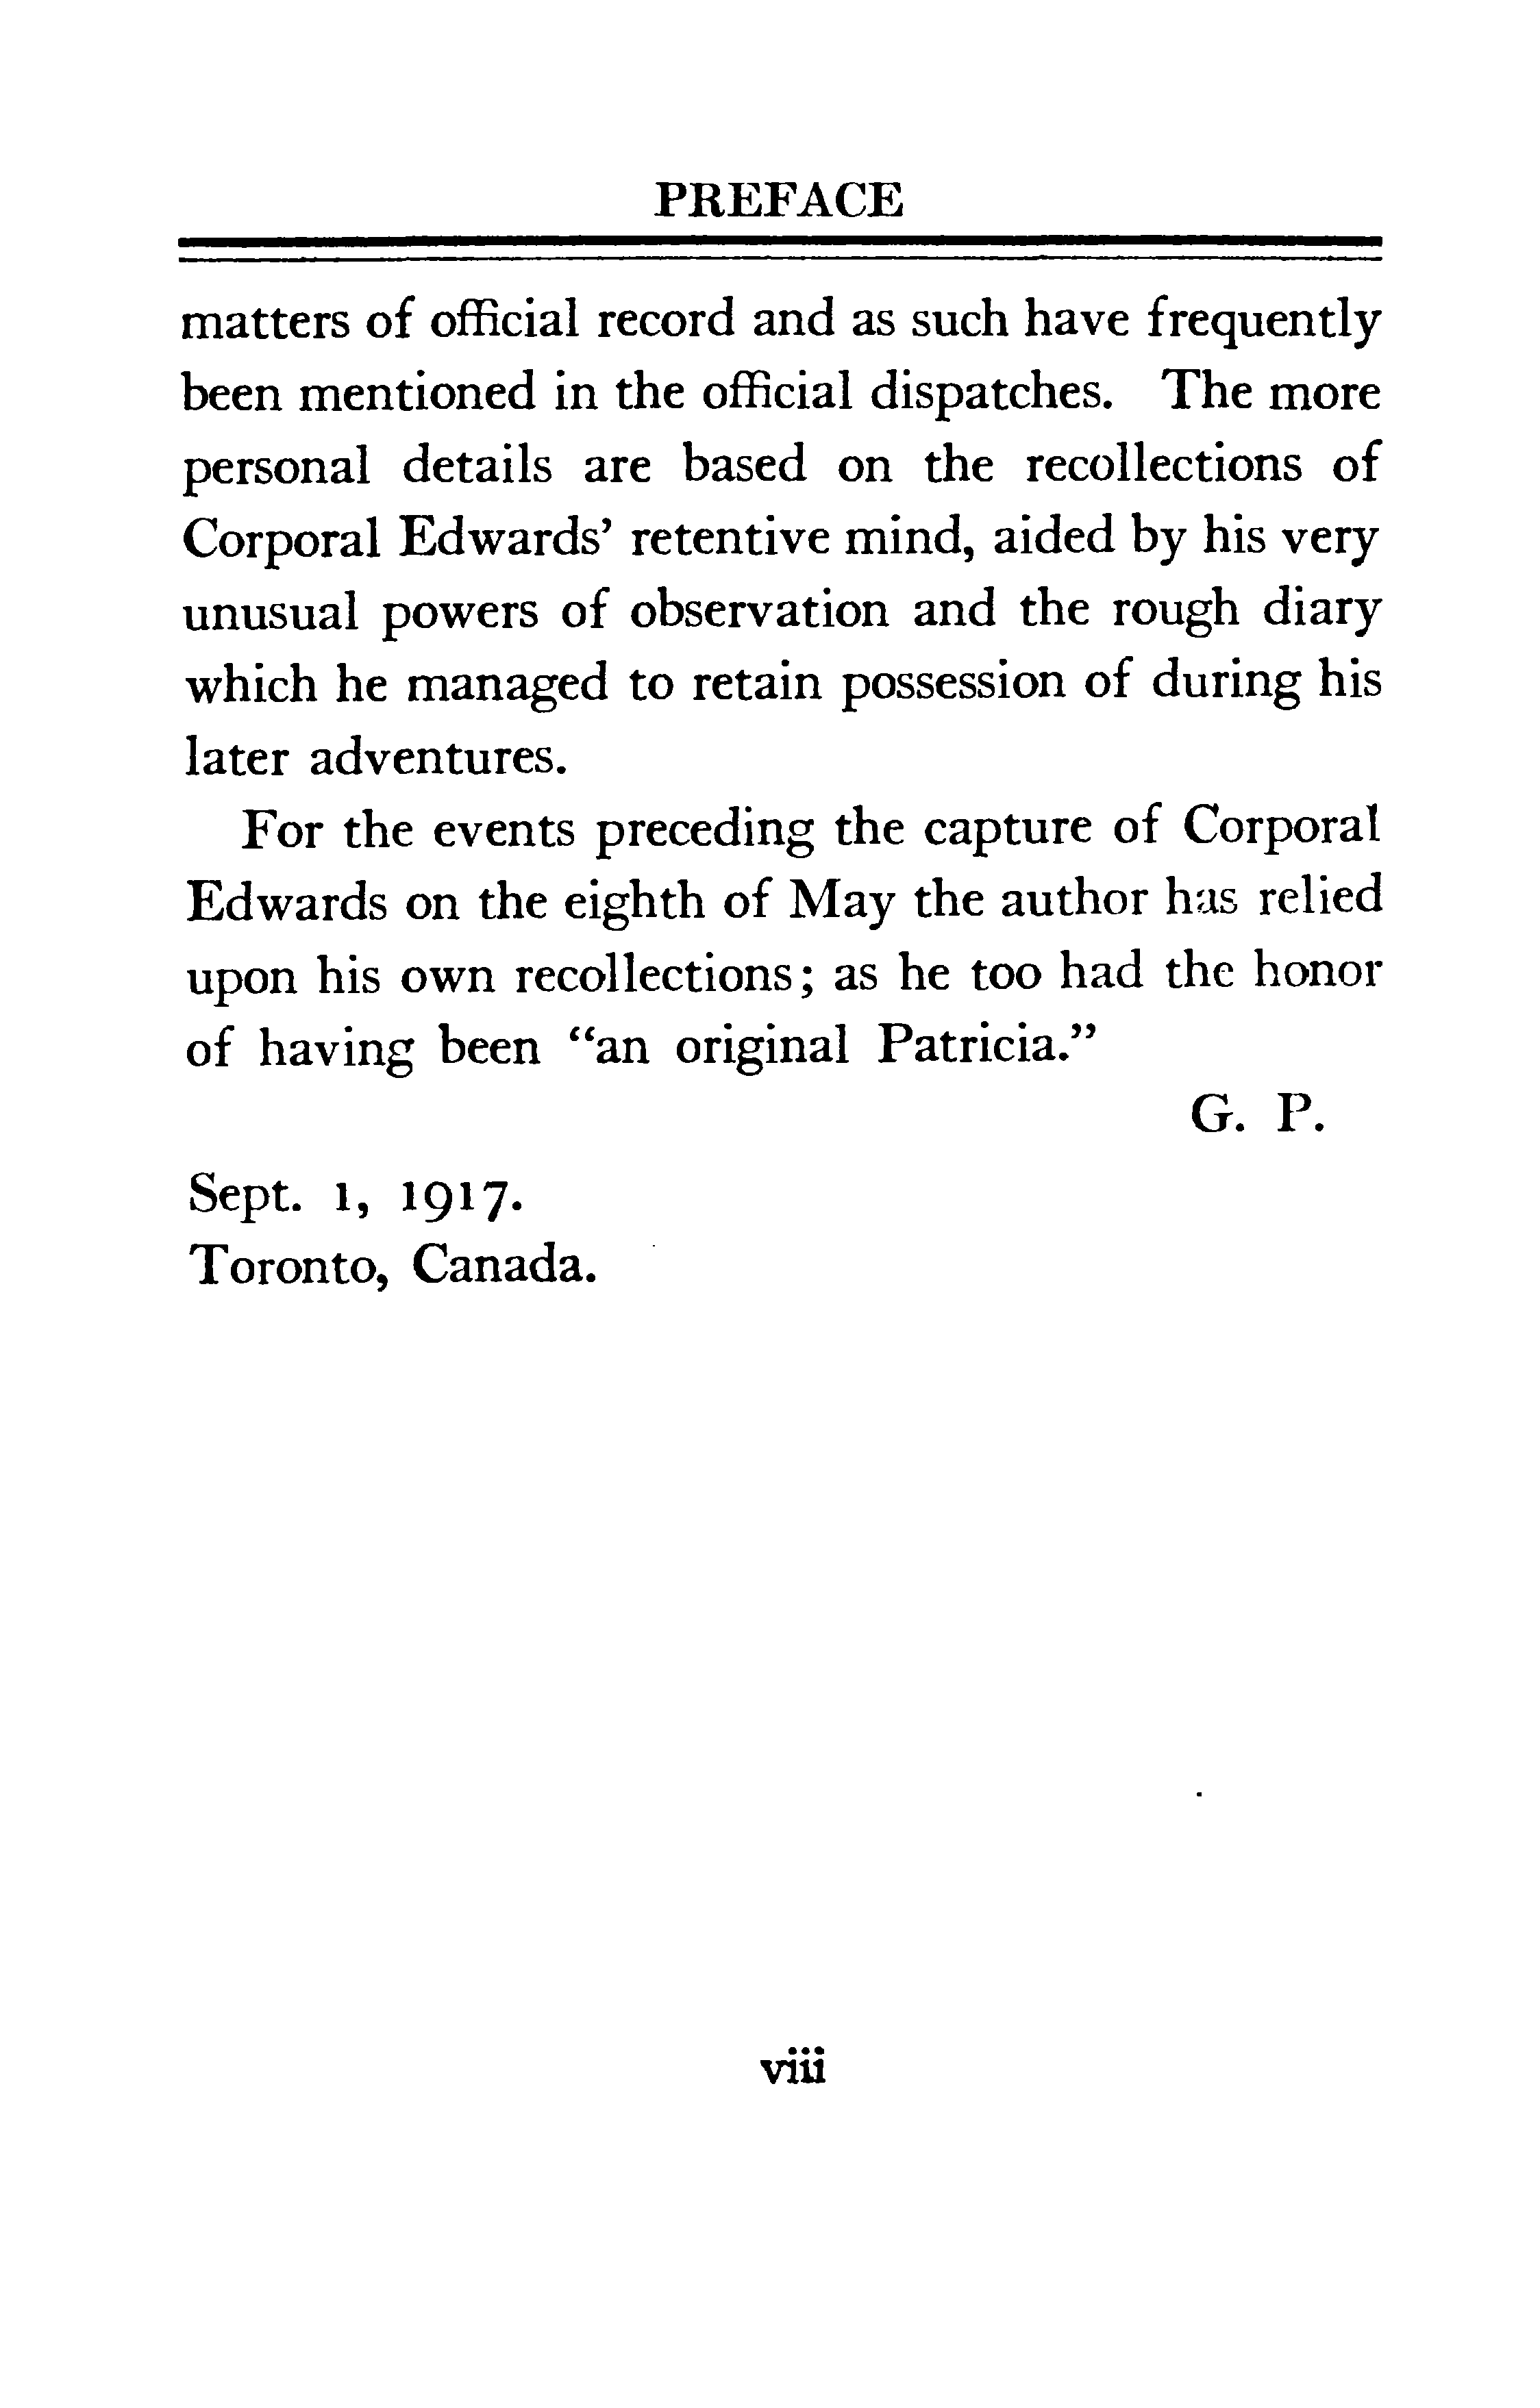 PREFACE
matters of official record and as such have frequently
been mentioned in the official dispatches. The more
personal details are based on the recollections of
Corporal Edwards’ retentive mind, aided by his very
unusual powers of observation and the rough diary
which he managed to retain possession of during his
later adventures.
For the events preceding the capture of Corporal
Edwards on the eighth of May the author has relied
upon his own recollections; as he too had the honor
of having been “an original Patricia.”
G. P.
Sept. 1, 1917.
Toronto, Canada.
viii